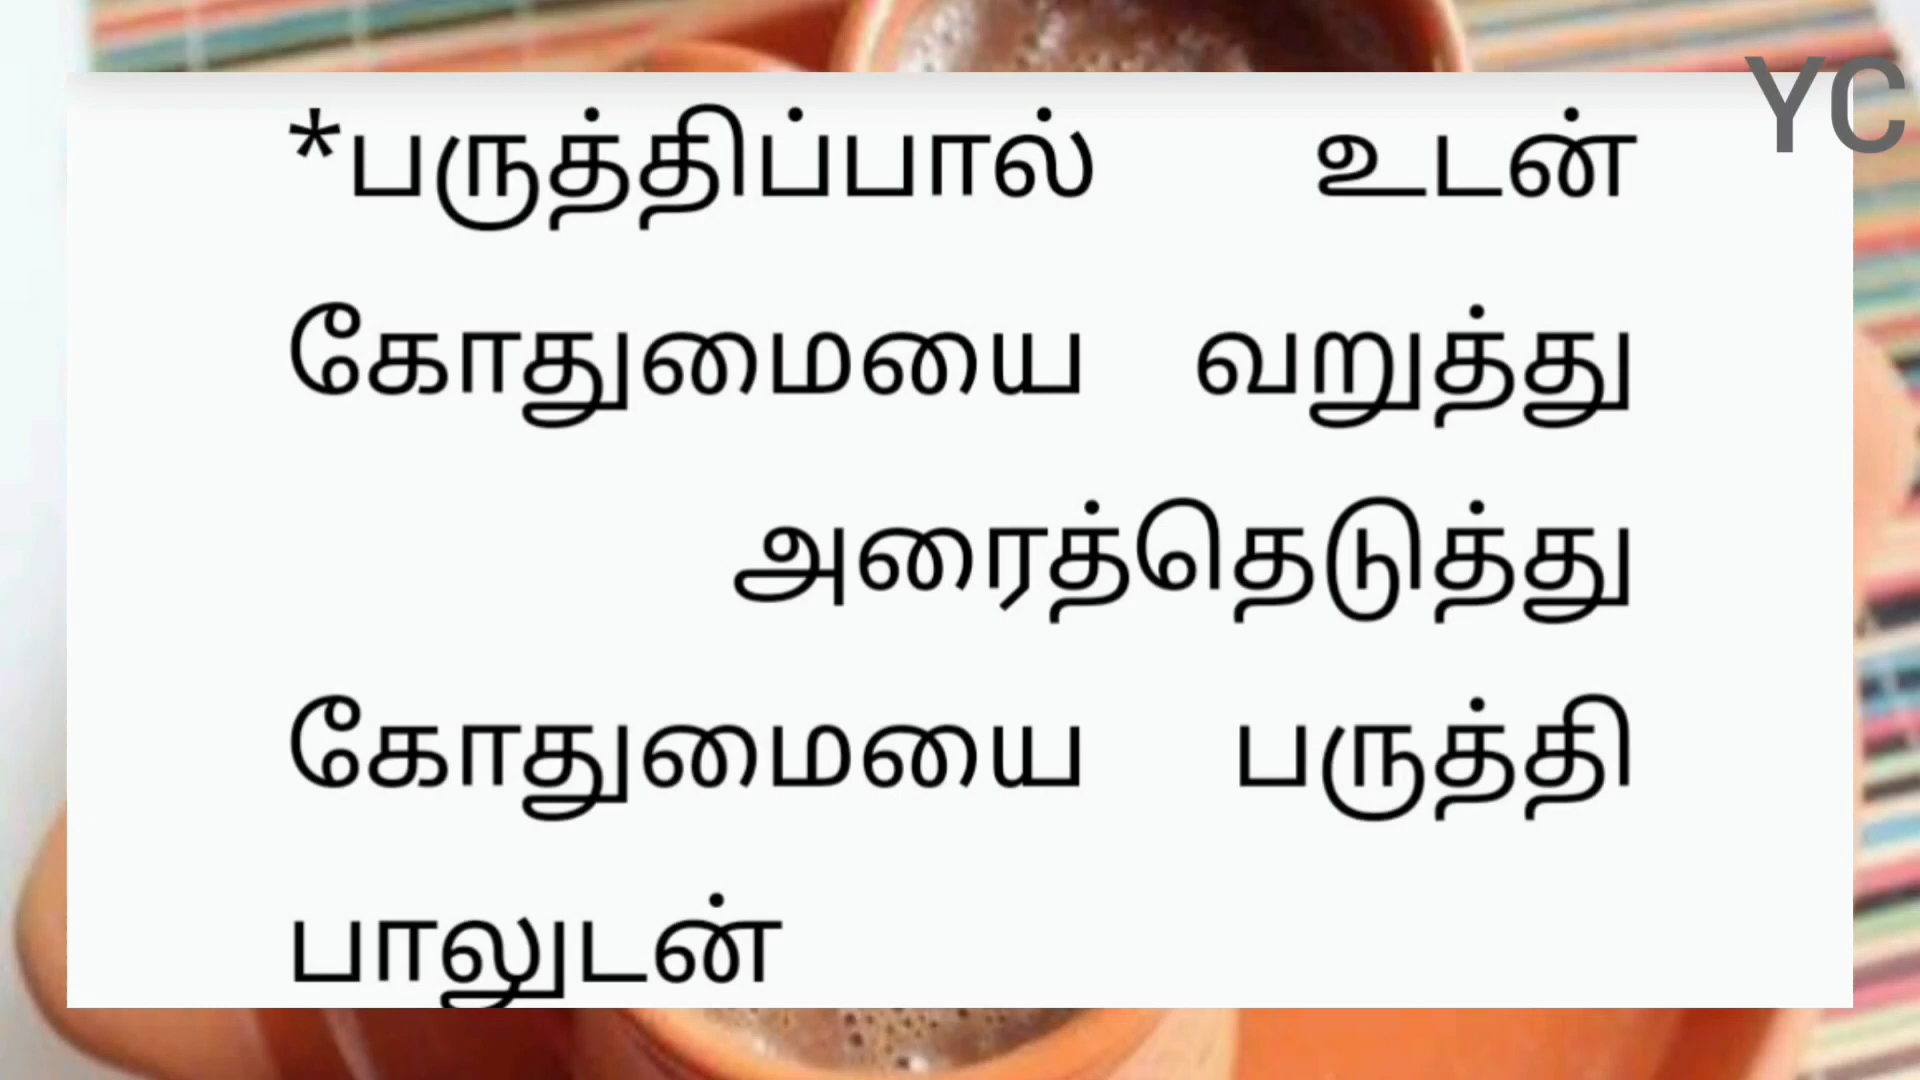 YC
*பருத்திப்பால் உடன்
கோதுமையை வறுத்து
அரைத்தெடுத்து
கோதுமையை பருத்தி
பாலுடன்